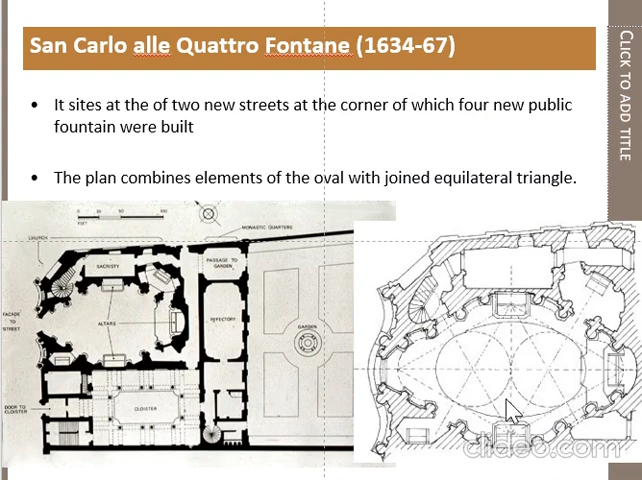 San Carlo alle Quattro Fontane (1634-67)
CLICK TO ADD TITLE
• It sites at the of two new streets at the corner of which four new public
fountain were built
• The plan combines elements of the oval with joined equilateral triangle.
FEET
MONASTIC QUARTERS
CHURCH
SACRISTY
PASSAGE TO
GARDEN
FACADE
TO
STREET
ALTARS
REFECTORY
GARDEN
DOOR TO
CLOISTER
CLOISTER
clideo.com